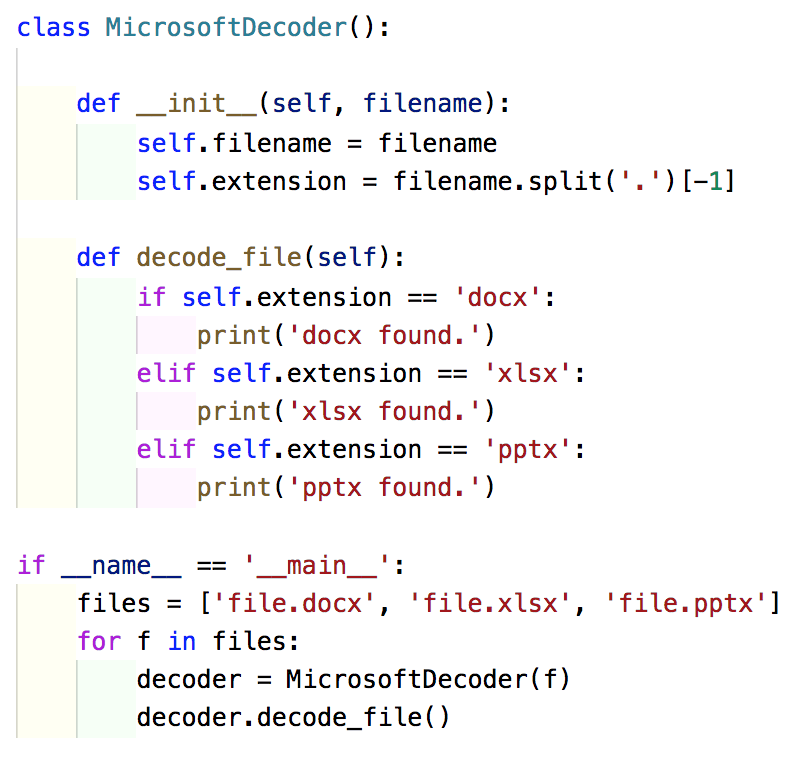 class MicrosoftDecoder():
def __init__(self, filename):
self.filename = filename
self.extension = filename.split('.')[-1]
def decode_file(self):
if self.extension == 'docx':
print('docx found.')
elif self.extension == 'xlsx':
print('xlsx found.')
elif self.extension == 'pptx':
print('pptx found.')
if __name__ == '__main__':
files = ['file.docx', 'file.xlsx', 'file.pptx']
for f in files:
decoder = MicrosoftDecoder(f)
decoder.decode_file()